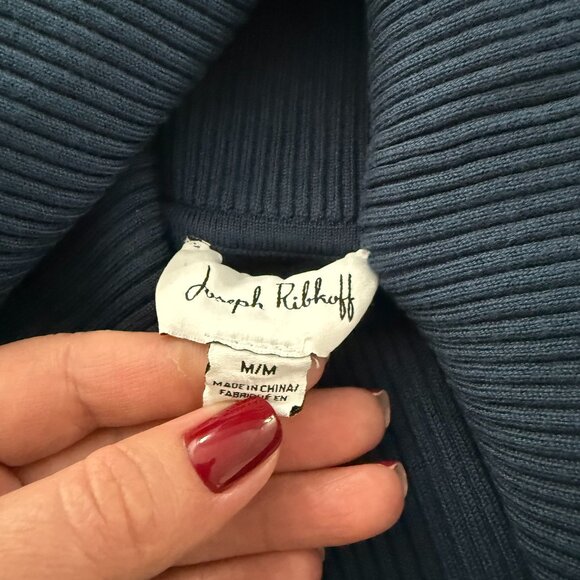 Joseph Ribkoff
M/M
MADE IN CHINA/
FABRIQUÉ EN